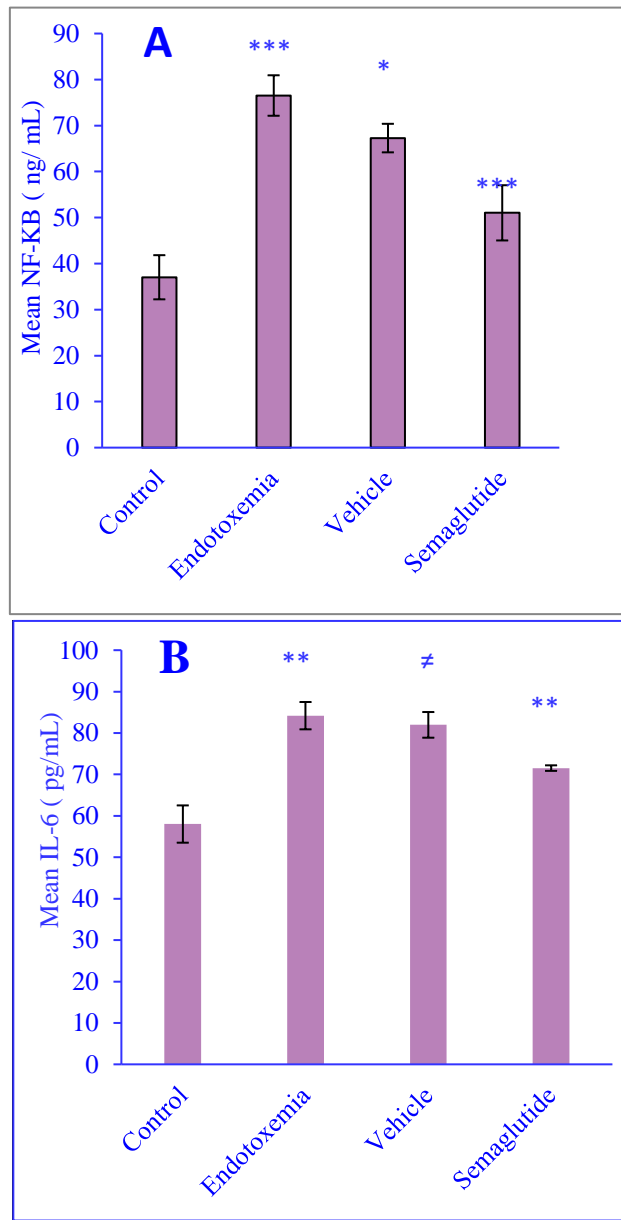 A
Mean NF-KB ( ng/ mL)
90
80
70
60
50
40
30
20
10
0
***
*
***
Control
Endotoxemia
Vehicle
Semaglutide
B
Mean IL-6 ( pg/mL)
100
90
80
70
60
50
40
30
20
10
0
**
≠
**
Control
Endotoxemia
Vehicle
Semaglutide